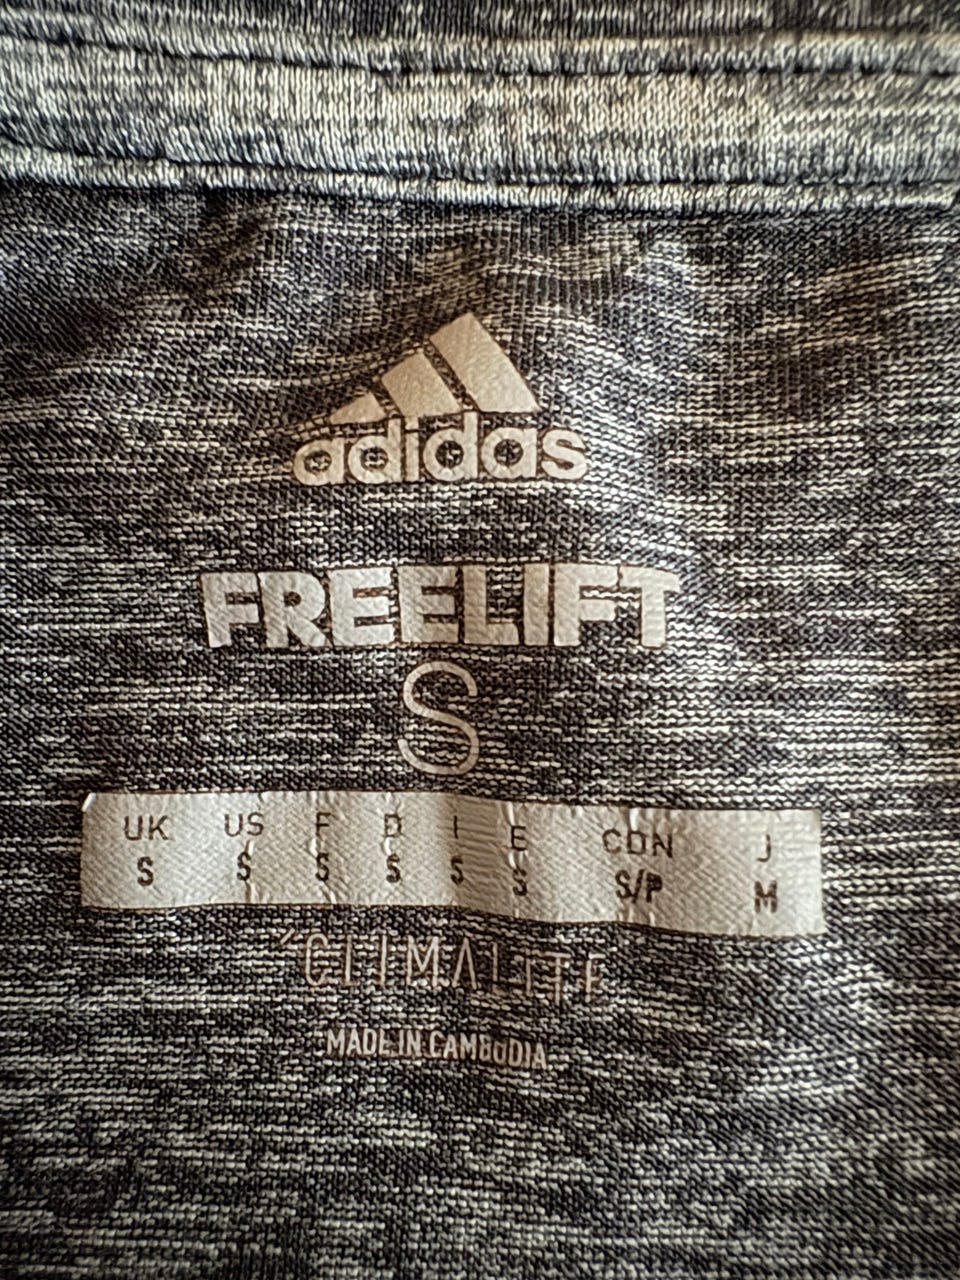 adidas
FREELIFT
S
UK US F D I E CDN J
S S S S S S S/P M
CLIMALITE
MADE IN CAMBODIA